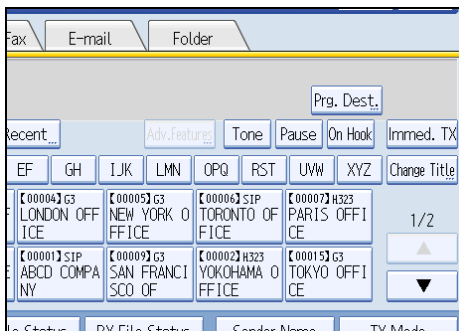 Fax E-mail Folder
Prg. Dest.
Recent Adv.Features Tone Pause On Hook Immed. TX
EF GH IJK LMN OPQ RST UVW XYZ Change Title
【00004】G3 【00005】G3 【00006】SIP 【00007】H323
LONDON OFF NEW YORK O TORONTO OF PARIS OFFI
ICE FFICE FICE CE
1/2
【00001】SIP 【00009】G3 【00002】H323 【00015】G3
ABCD COMPA SAN FRANCI YOKOHAMA O TOKYO OFFI
NY SCO OF FFICE CE
RX File Status Sender Name TX Mode